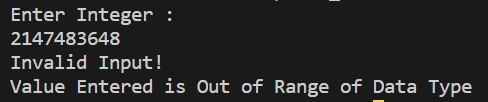 Enter Integer :
2147483648
Invalid Input!
Value Entered is Out of Range of Data Type